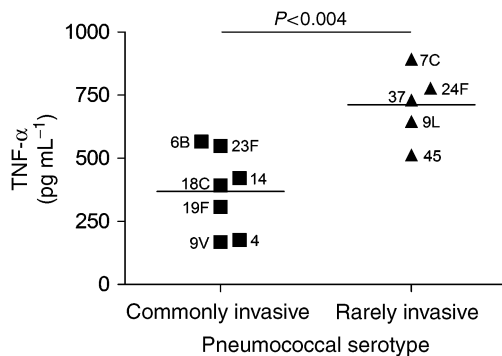 P<0.004
TNF-α
(pg mL⁻¹)
1000
750
500
250
0
7C
24F
37
9L
45
6B
23F
18C
14
19F
9V
4
Commonly invasive
Rarely invasive
Pneumococcal serotype